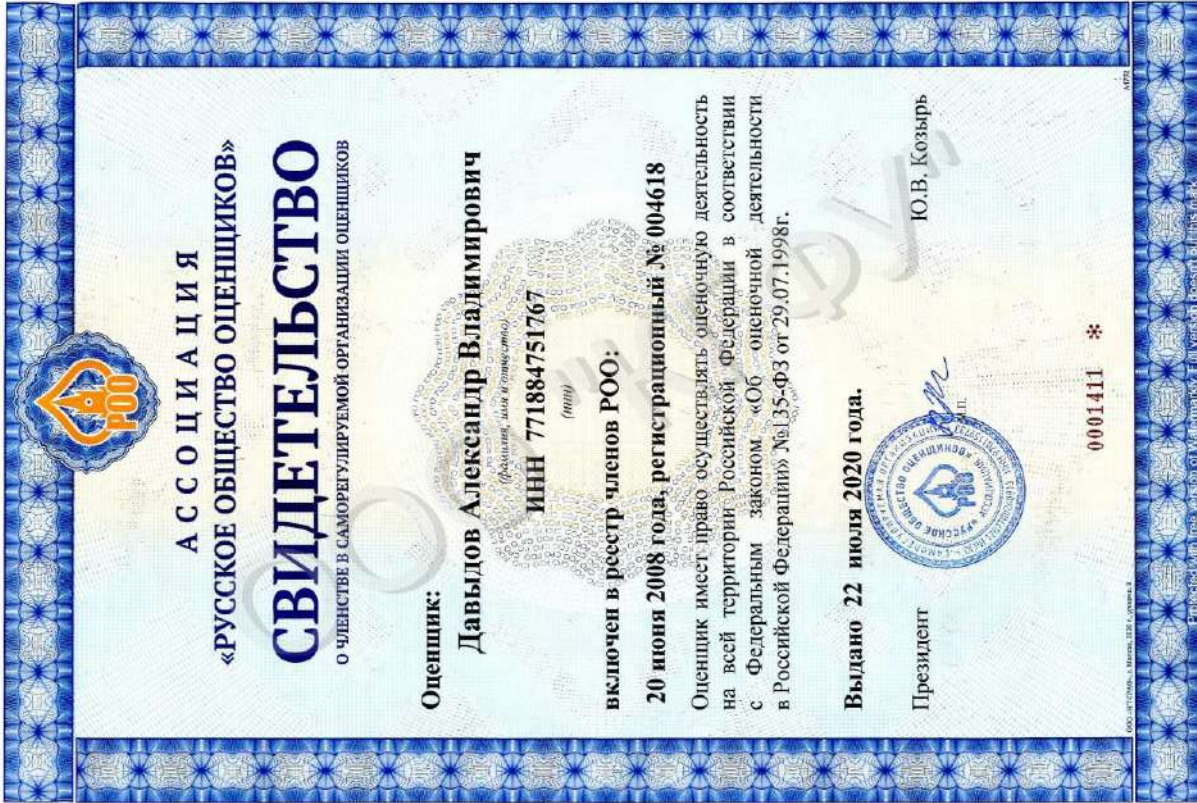 РОО
АССОЦИАЦИЯ
«РУССКОЕ ОБЩЕСТВО ОЦЕНЩИКОВ»
СВИДЕТЕЛЬСТВО
О ЧЛЕНСТВЕ В САМОРЕГУЛИРУЕМОЙ ОРГАНИЗАЦИИ ОЦЕНЩИКОВ
Оценщик:
Давыдов Александр Владимирович
(фамилия, имя и отчество)
ИНН 771884751767
(инн)
включен в реестр членов РОО:
20 июня 2008 года, регистрационный № 004618
Оценщик имеет право осуществлять оценочную деятельность
на всей территории Российской Федерации в соответствии
с Федеральным законом «Об оценочной деятельности
в Российской Федерации» №135-ФЗ от 29.07.1998г.
Выдано 22 июля 2020 года.
Президент
М.П.
Ю.В. Козырь
0001411 *
ООО "КФУ"